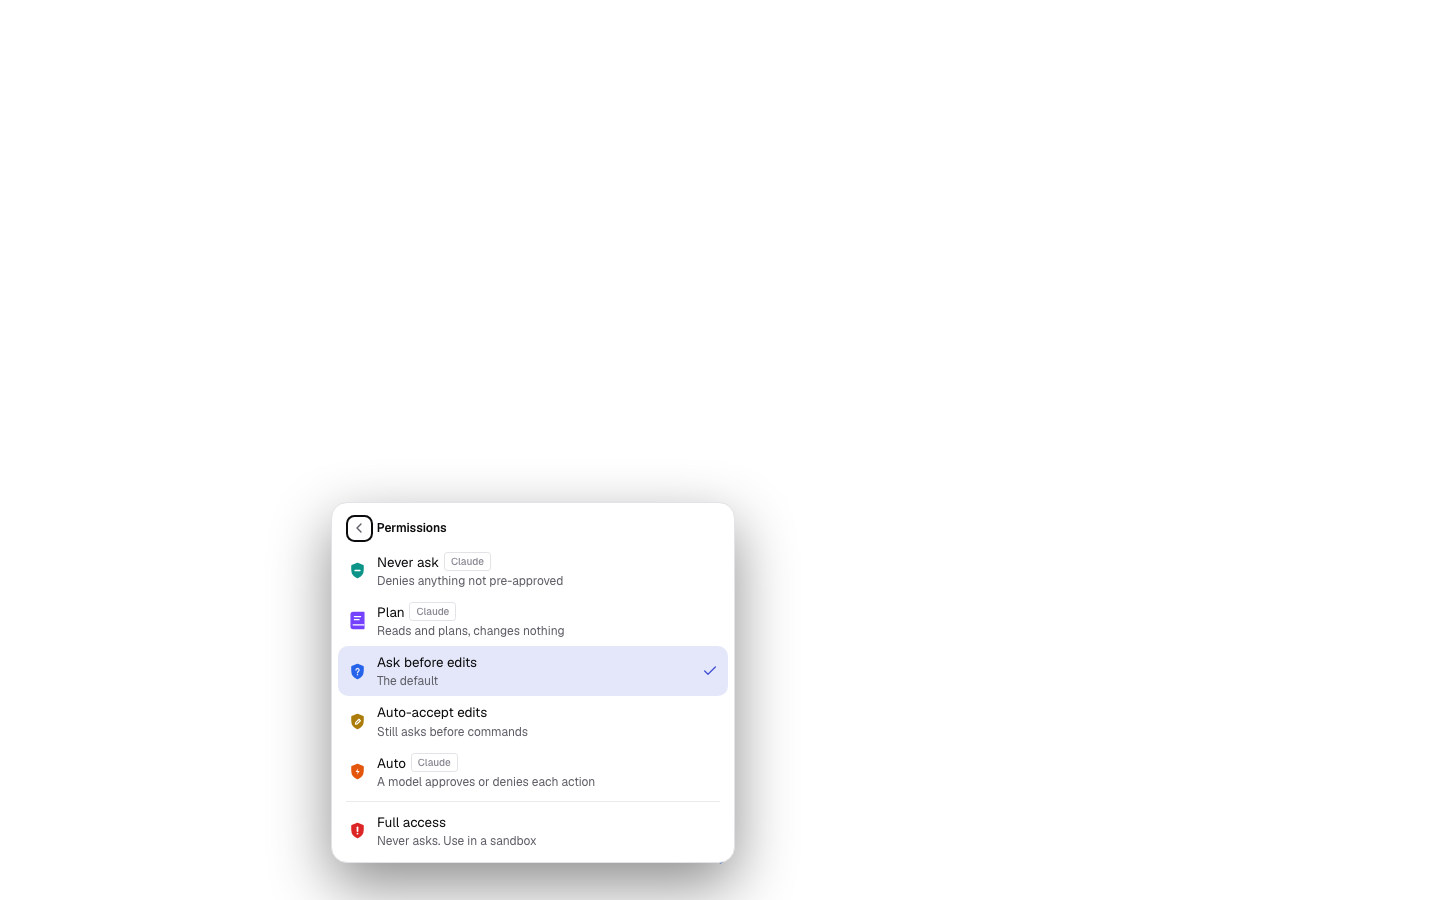 Permissions
Never ask Claude
Denies anything not pre-approved
Plan Claude
Reads and plans, changes nothing
Ask before edits
The default
Auto-accept edits
Still asks before commands
Auto Claude
A model approves or denies each action
Full access
Never asks. Use in a sandbox